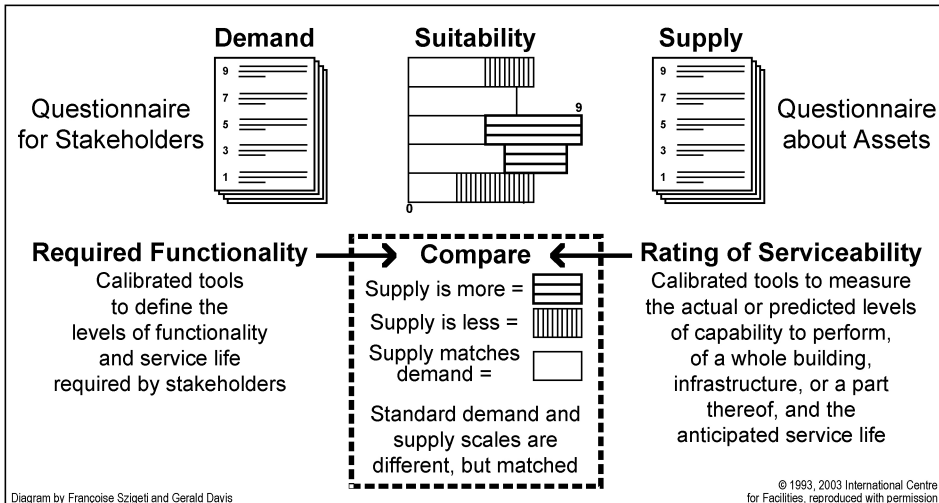 Demand
Suitability
Supply
Questionnaire
for Stakeholders
9
7
5
3
1
9
0
9
7
5
3
1
Questionnaire
about Assets
Required Functionality
Calibrated tools
to define the
levels of functionality
and service life
required by stakeholders
Compare
Supply is more =
Supply is less =
Supply matches
demand =
Standard demand and
supply scales are
different, but matched
Rating of Serviceability
Calibrated tools to measure
the actual or predicted levels
of capability to perform,
of a whole building,
infrastructure, or a part
thereof, and the
anticipated service life
Diagram by Françoise Szigeti and Gerald Davis
© 1993, 2003 International Centre
for Facilities, reproduced with permission